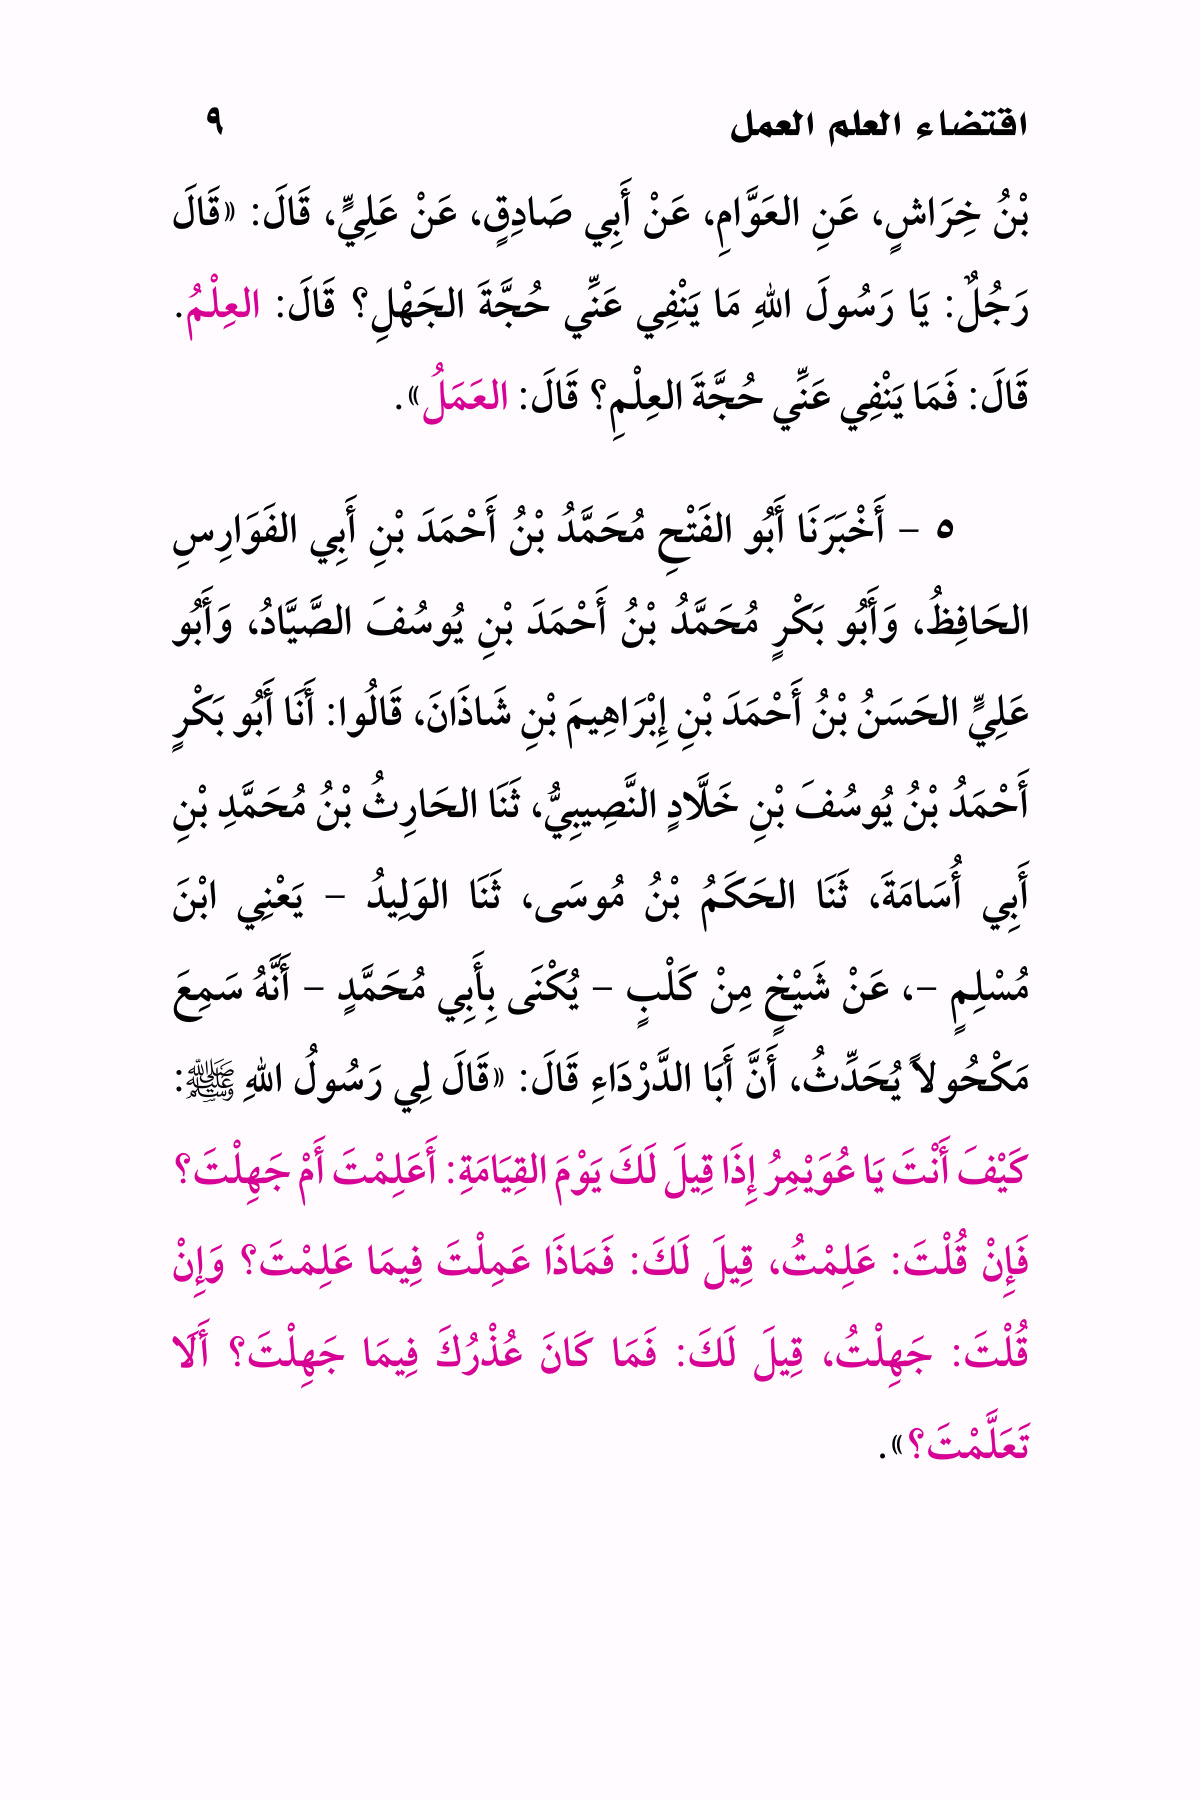 اقتضاء العلم العمل ٩
بْنُ خِرَاشٍ، عَنِ العَوَّامِ، عَنْ أَبِي صَادِقٍ، عَنْ عَلِيٍّ، قَالَ: «قَالَ
رَجُلٌ: يَا رَسُولَ اللهِ مَا يَنْفِي عَنِّي حُجَّةَ الجَهْلِ؟ قَالَ: العِلْمُ.
قَالَ: فَمَا يَنْفِي عَنِّي حُجَّةَ العِلْمِ؟ قَالَ: العَمَلُ».
٥ – أَخْبَرَنَا أَبُو الفَتْحِ مُحَمَّدُ بْنُ أَحْمَدَ بْنِ أَبِي الفَوَارِسِ
الحَافِظُ، وَأَبُو بَكْرٍ مُحَمَّدُ بْنُ أَحْمَدَ بْنِ يُوسُفَ الصَّيَّادُ، وَأَبُو
عَلِيٍّ الحَسَنُ بْنُ أَحْمَدَ بْنِ إِبْرَاهِيمَ بْنِ شَاذَانَ، قَالُوا: أَنَا أَبُو بَكْرٍ
أَحْمَدُ بْنُ يُوسُفَ بْنِ خَلَّادٍ النَّصِيبِيُّ، ثَنَا الحَارِثُ بْنُ مُحَمَّدِ بْنِ
أَبِي أُسَامَةَ، ثَنَا الحَكَمُ بْنُ مُوسَى، ثَنَا الوَلِيدُ – يَعْنِي ابْنَ
مُسْلِمٍ –، عَنْ شَيْخٍ مِنْ كَلْبٍ – يُكْنَى بِأَبِي مُحَمَّدٍ – أَنَّهُ سَمِعَ
مَكْحُولاً يُحَدِّثُ، أَنَّ أَبَا الدَّرْدَاءِ قَالَ: «قَالَ لِي رَسُولُ اللهِ ﷺ:
كَيْفَ أَنْتَ يَا عُوَيْمِرُ إِذَا قِيلَ لَكَ يَوْمَ القِيَامَةِ: أَعَلِمْتَ أَمْ جَهِلْتَ؟
فَإِنْ قُلْتَ: عَلِمْتُ، قِيلَ لَكَ: فَمَاذَا عَمِلْتَ فِيمَا عَلِمْتَ؟ وَإِنْ
قُلْتَ: جَهِلْتُ، قِيلَ لَكَ: فَمَا كَانَ عُذْرُكَ فِيمَا جَهِلْتَ؟ أَلَا
تَعَلَّمْتَ؟».